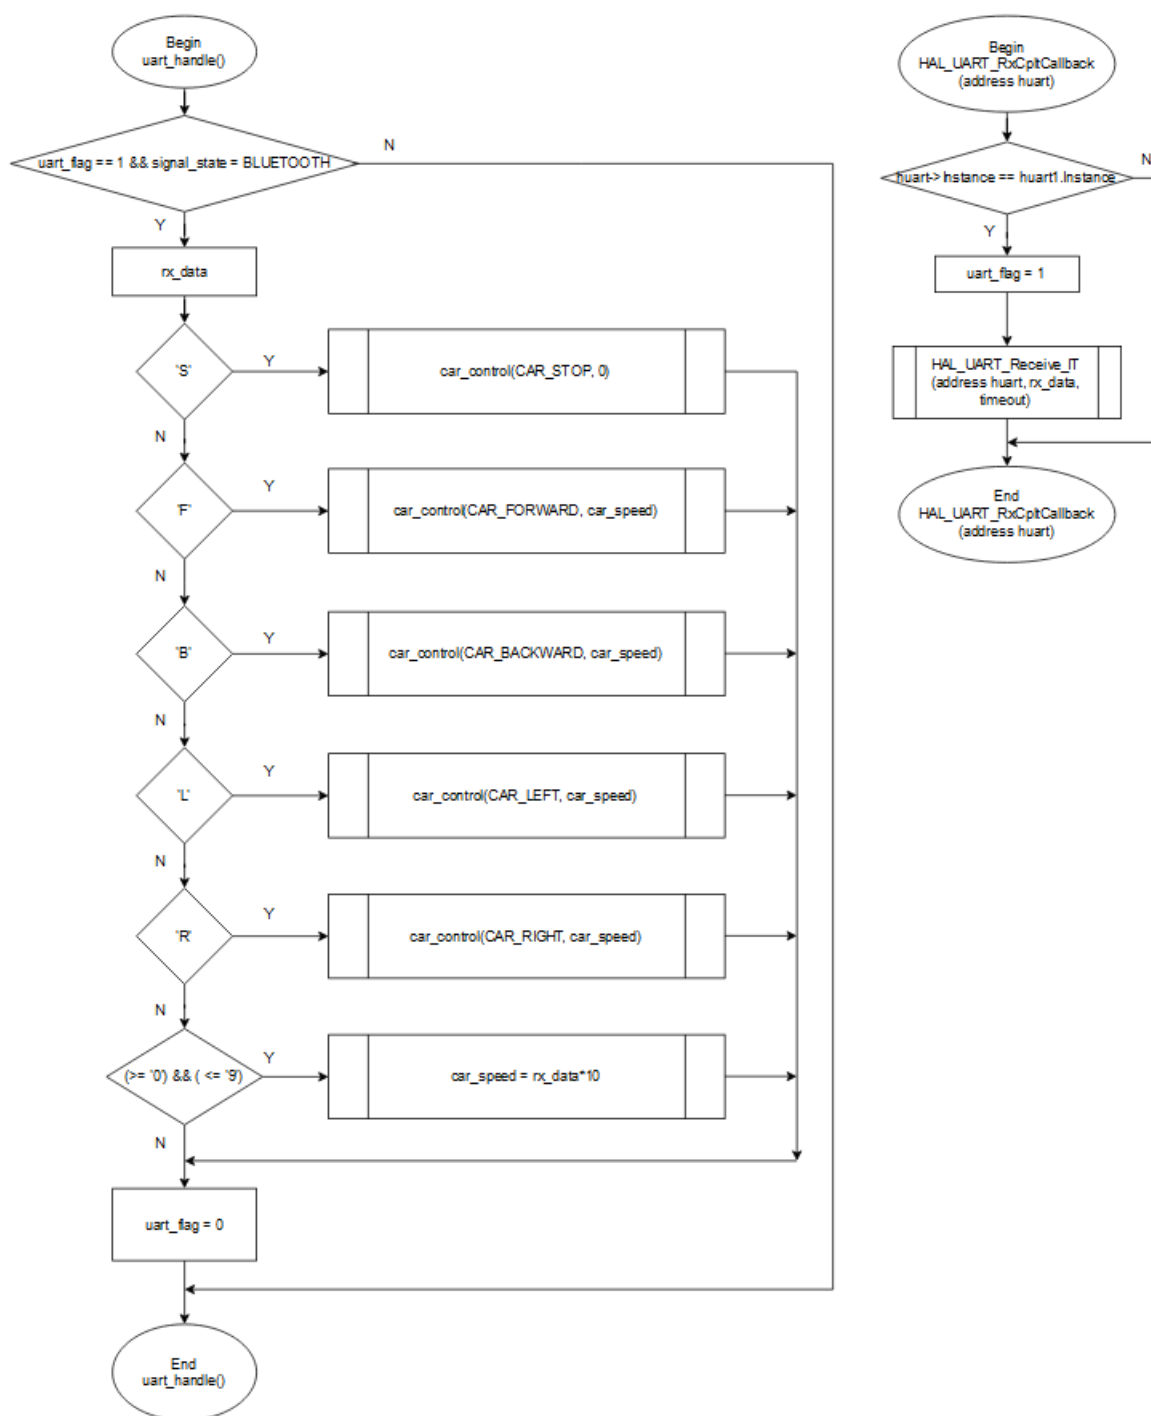 Begin
uart_handle()
uart_flag == 1 && signal_state = BLUETOOTH
N
Y
rx_data
'S'
Y
car_control(CAR_STOP, 0)
N
'F'
Y
car_control(CAR_FORWARD, car_speed)
N
'B'
Y
car_control(CAR_BACKWARD, car_speed)
N
'L'
Y
car_control(CAR_LEFT, car_speed)
N
'R'
Y
car_control(CAR_RIGHT, car_speed)
N
(>= '0') && ( <= '9')
Y
car_speed = rx_data*10
N
uart_flag = 0
End
uart_handle()
Begin
HAL_UART_RxCpltCallback
(address huart)
huart->Instance == huart1.Instance
N
Y
uart_flag = 1
HAL_UART_Receive_IT
(address huart, rx_data,
timeout)
End
HAL_UART_RxCpltCallback
(address huart)